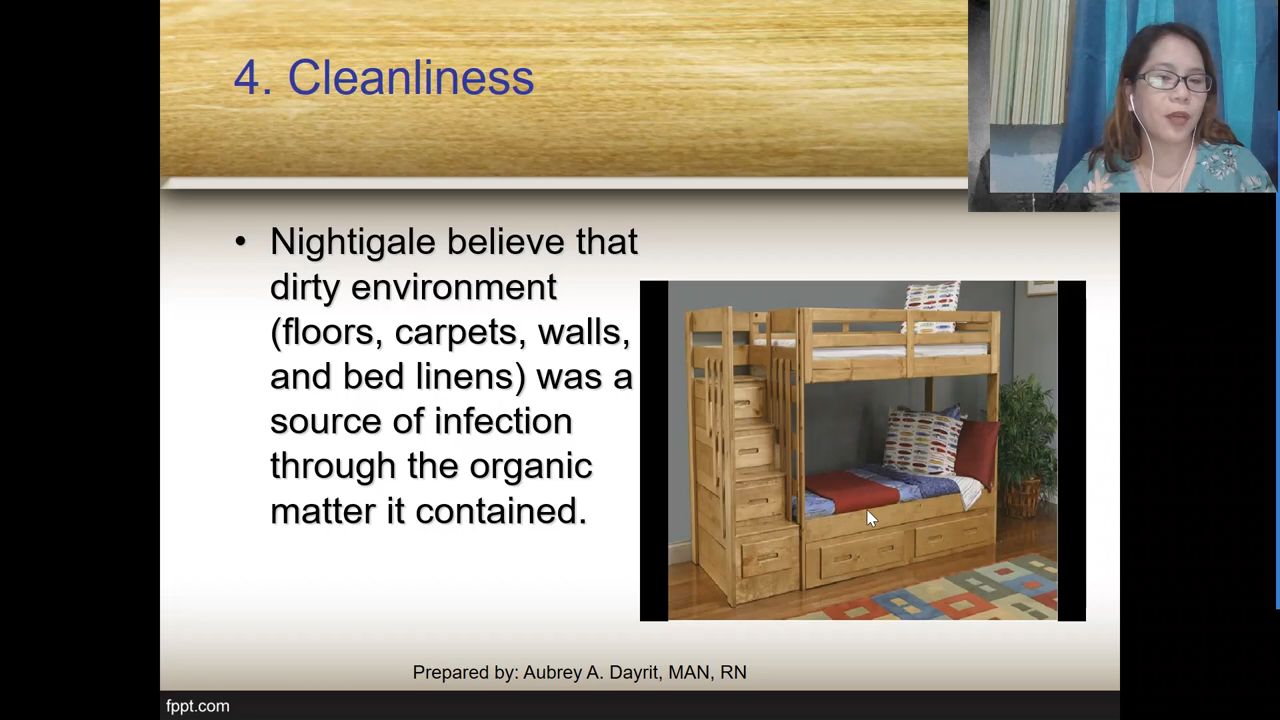 4. Cleanliness
• Nightigale believe that
dirty environment
(floors, carpets, walls,
and bed linens) was a
source of infection
through the organic
matter it contained.
Prepared by: Aubrey A. Dayrit, MAN, RN
fppt.com